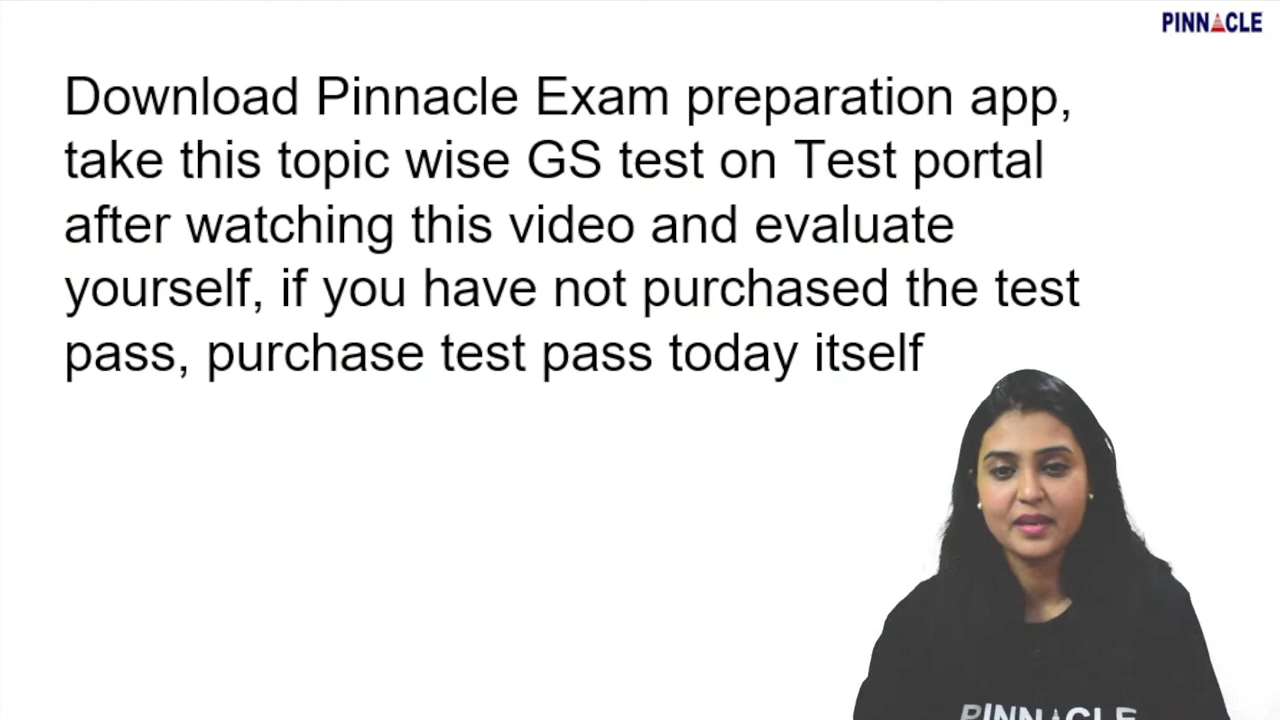 PINNACLE
Download Pinnacle Exam preparation app,
take this topic wise GS test on Test portal
after watching this video and evaluate
yourself, if you have not purchased the test
pass, purchase test pass today itself
PINNACLE